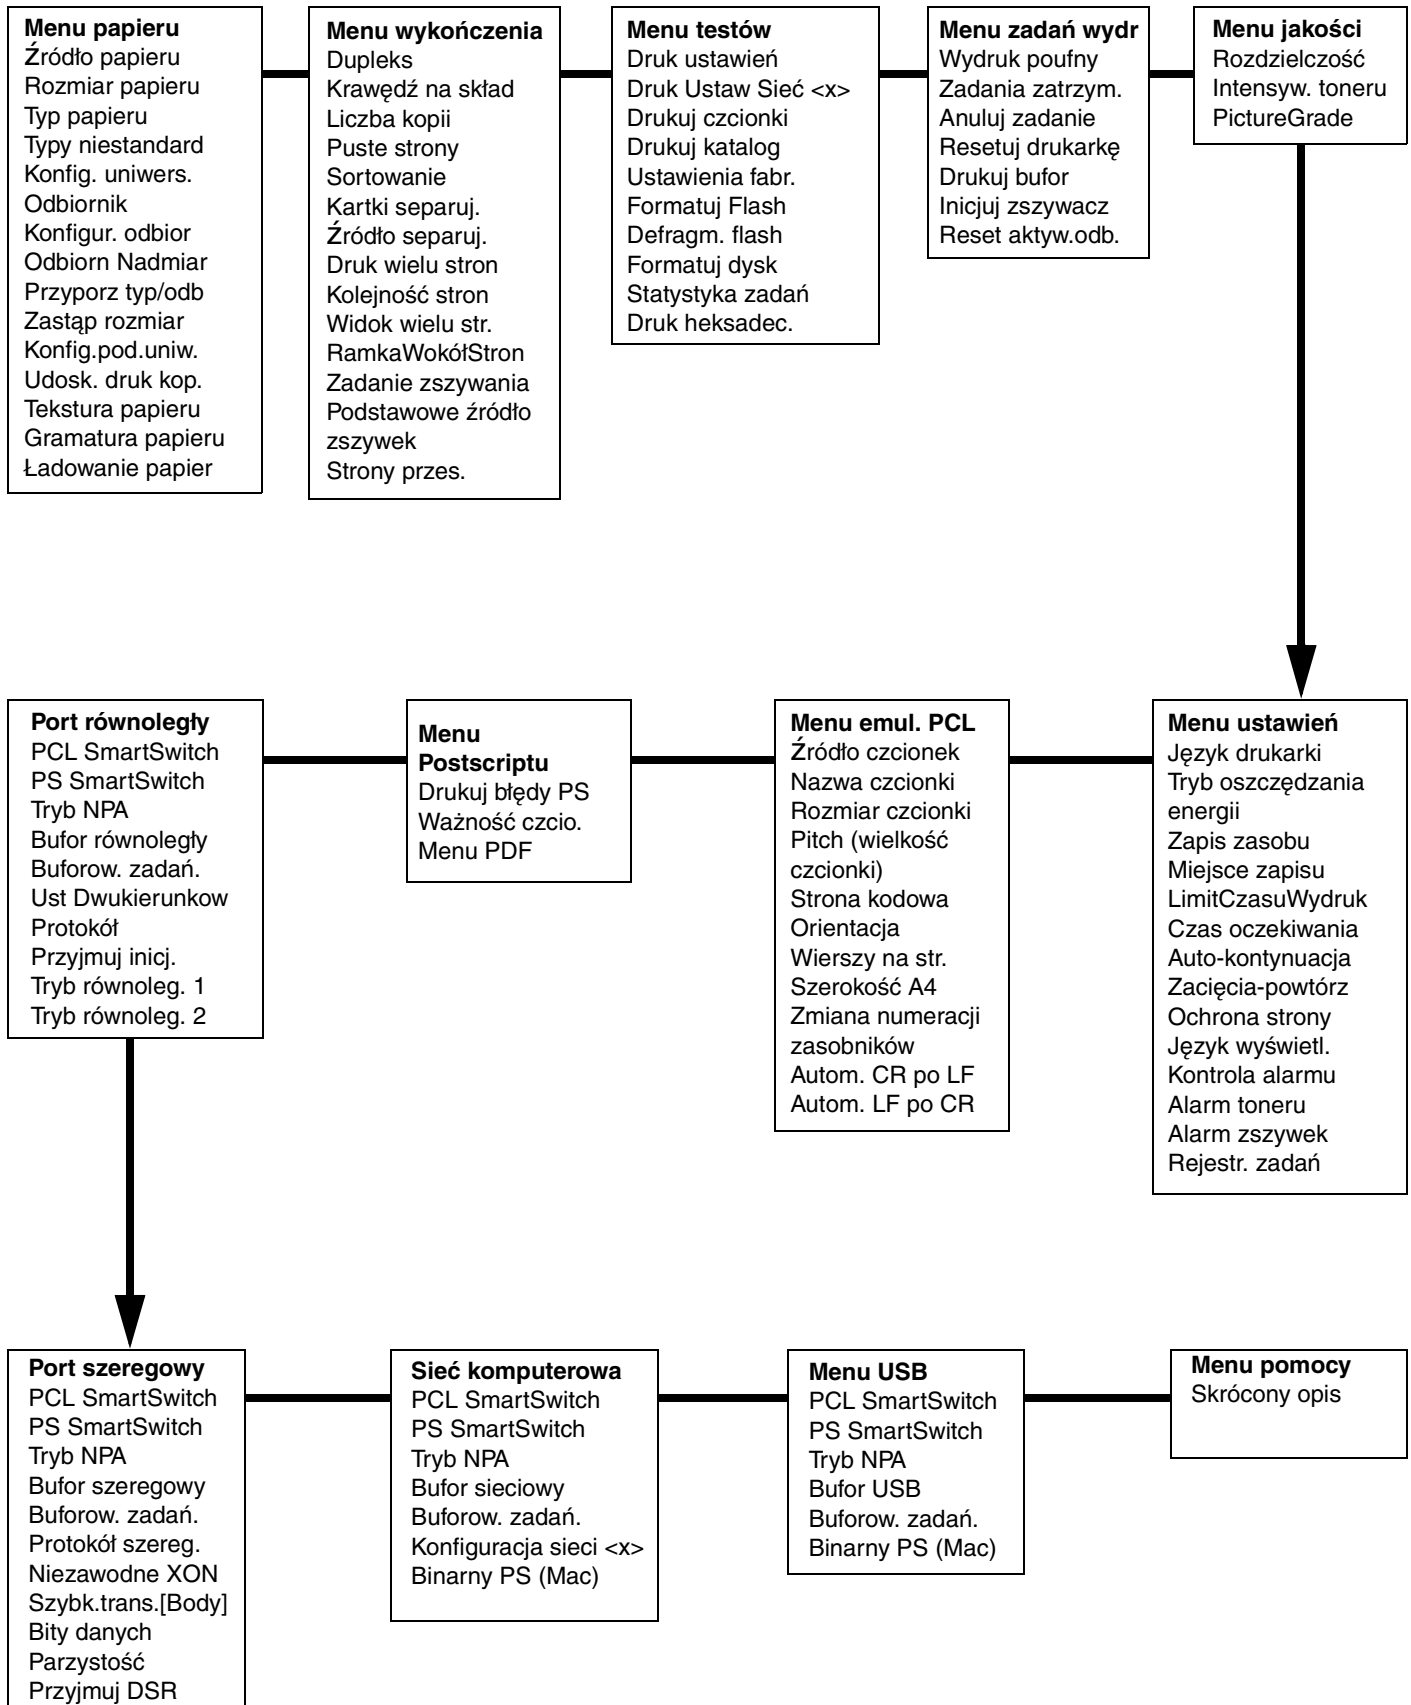 Menu papieru
Źródło papieru
Rozmiar papieru
Typ papieru
Typy niestandard
Konfig. uniwers.
Odbiornik
Konfigur. odbior
Odbiorn Nadmiar
Przyporz typ/odb
Zastąp rozmiar
Konfig.pod.uniw.
Udosk. druk kop.
Tekstura papieru
Gramatura papieru
Ładowanie papier
Menu wykończenia
Dupleks
Krawędź na skład
Liczba kopii
Puste strony
Sortowanie
Kartki separuj.
Źródło separuj.
Druk wielu stron
Kolejność stron
Widok wielu str.
RamkaWokółStron
Zadanie zszywania
Podstawowe źródło
zszywek
Strony przes.
Menu testów
Druk ustawień
Druk Ustaw Sieć <x>
Drukuj czcionki
Drukuj katalog
Ustawienia fabr.
Formatuj Flash
Defragm. flash
Formatuj dysk
Statystyka zadań
Druk heksadec.
Menu zadań wydr
Wydruk poufny
Zadania zatrzym.
Anuluj zadanie
Resetuj drukarkę
Drukuj bufor
Inicjuj zszywacz
Reset aktyw.odb.
Menu jakości
Rozdzielczość
Intensyw. toneru
PictureGrade
Port równoległy
PCL SmartSwitch
PS SmartSwitch
Tryb NPA
Bufor równoległy
Buforow. zadań.
Ust Dwukierunkow
Protokół
Przyjmuj inicj.
Tryb równoleg. 1
Tryb równoleg. 2
Menu
Postscriptu
Drukuj błędy PS
Ważność czcio.
Menu PDF
Menu emul. PCL
Źródło czcionek
Nazwa czcionki
Rozmiar czcionki
Pitch (wielkość
czcionki)
Strona kodowa
Orientacja
Wierszy na str.
Szerokość A4
Zmiana numeracji
zasobników
Autom. CR po LF
Autom. LF po CR
Menu ustawień
Język drukarki
Tryb oszczędzania
energii
Zapis zasobu
Miejsce zapisu
LimitCzasuWydruk
Czas oczekiwania
Auto-kontynuacja
Zacięcia-powtórz
Ochrona strony
Język wyświetl.
Kontrola alarmu
Alarm toneru
Alarm zszywek
Rejestr. zadań
Port szeregowy
PCL SmartSwitch
PS SmartSwitch
Tryb NPA
Bufor szeregowy
Buforow. zadań.
Protokół szereg.
Niezawodne XON
Szybk.trans.[Body]
Bity danych
Parzystość
Przyjmuj DSR
Sieć komputerowa
PCL SmartSwitch
PS SmartSwitch
Tryb NPA
Bufor sieciowy
Buforow. zadań.
Konfiguracja sieci <x>
Binarny PS (Mac)
Menu USB
PCL SmartSwitch
PS SmartSwitch
Tryb NPA
Bufor USB
Buforow. zadań.
Binarny PS (Mac)
Menu pomocy
Skrócony opis